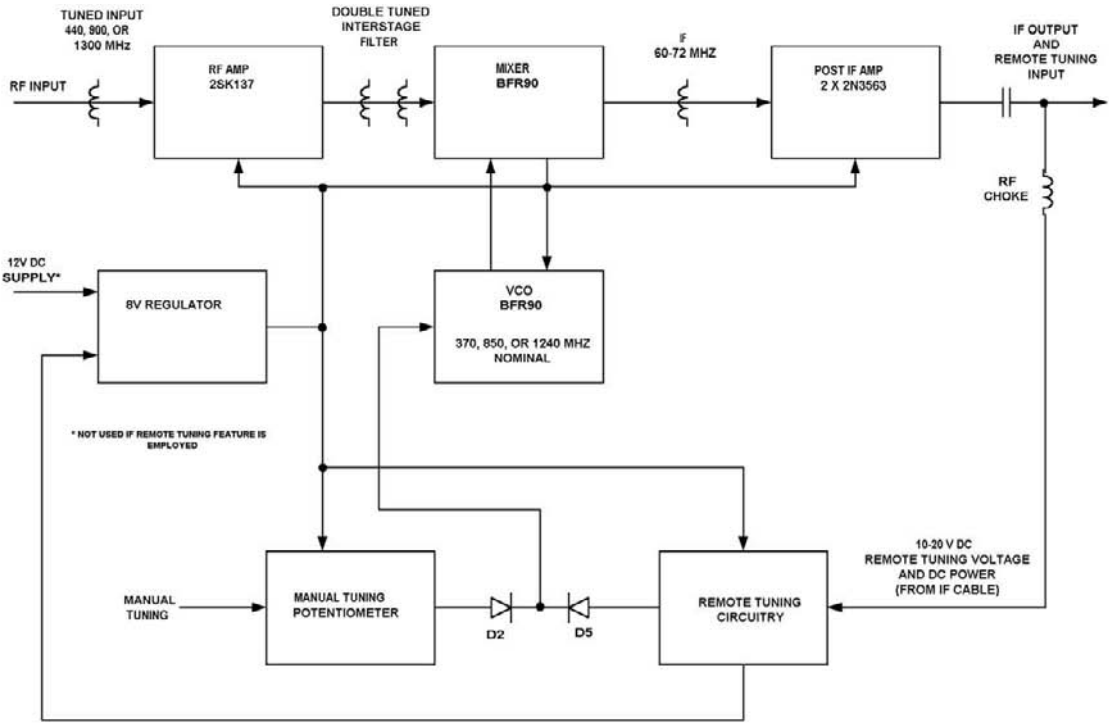 TUNED INPUT
440, 900, OR
1300 MHz
DOUBLE TUNED
INTERSTAGE
FILTER
IF
60-72 MHZ
IF OUTPUT
AND
REMOTE TUNING
INPUT
RF INPUT
RF AMP
2SK137
MIXER
BFR90
POST IF AMP
2 X 2N3563
RF
CHOKE
12V DC
SUPPLY*
8V REGULATOR
VCO
BFR90
370, 850, OR 1240 MHZ
NOMINAL
* NOT USED IF REMOTE TUNING FEATURE IS
EMPLOYED
10-20 V DC
REMOTE TUNING VOLTAGE
AND DC POWER
(FROM IF CABLE)
MANUAL
TUNING
MANUAL TUNING
POTENTIOMETER
D2
D5
REMOTE TUNING
CIRCUITRY